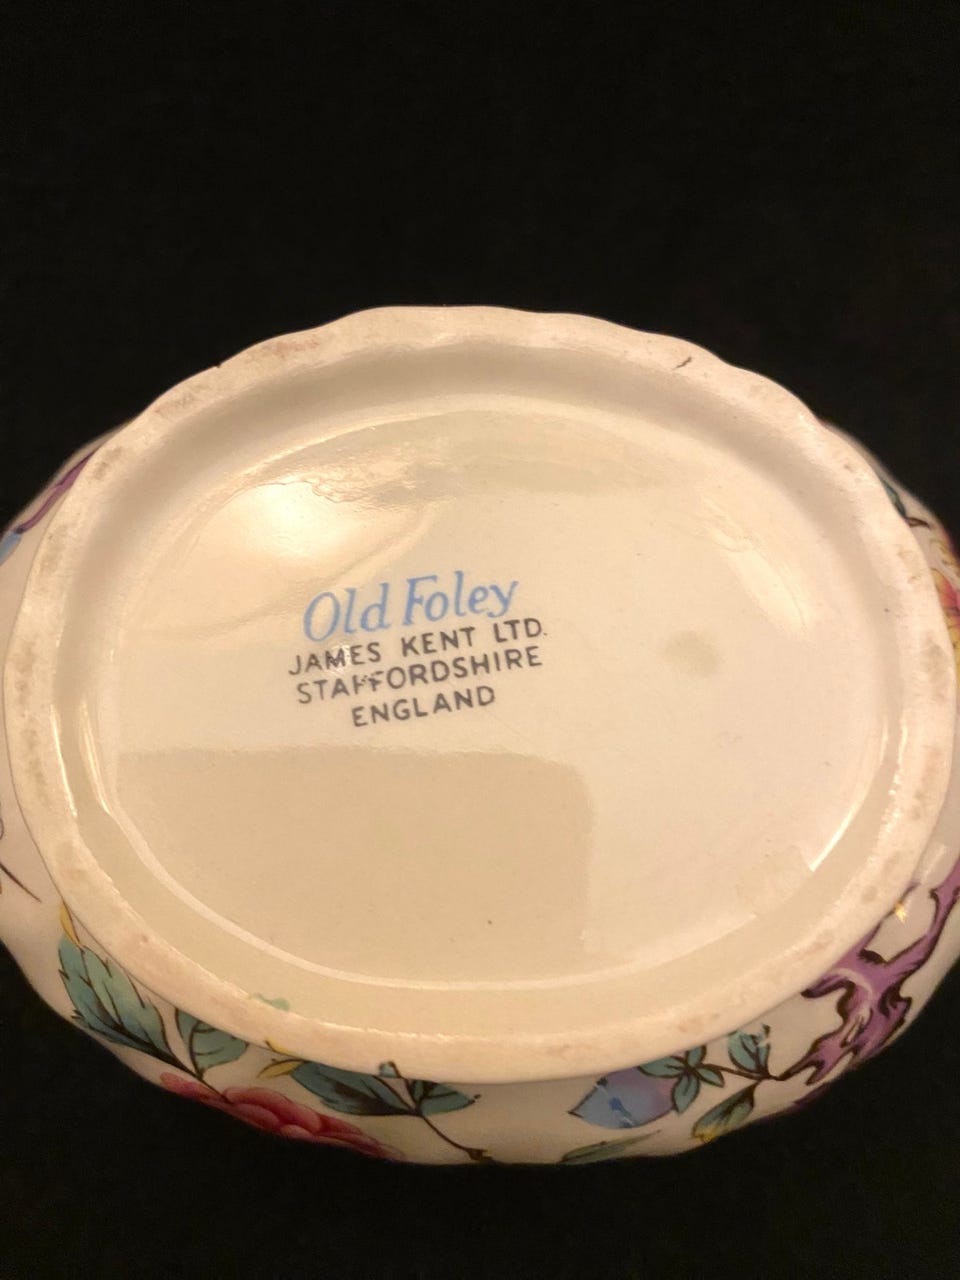 Old Foley
JAMES KENT LTD.
STAFFORDSHIRE
ENGLAND